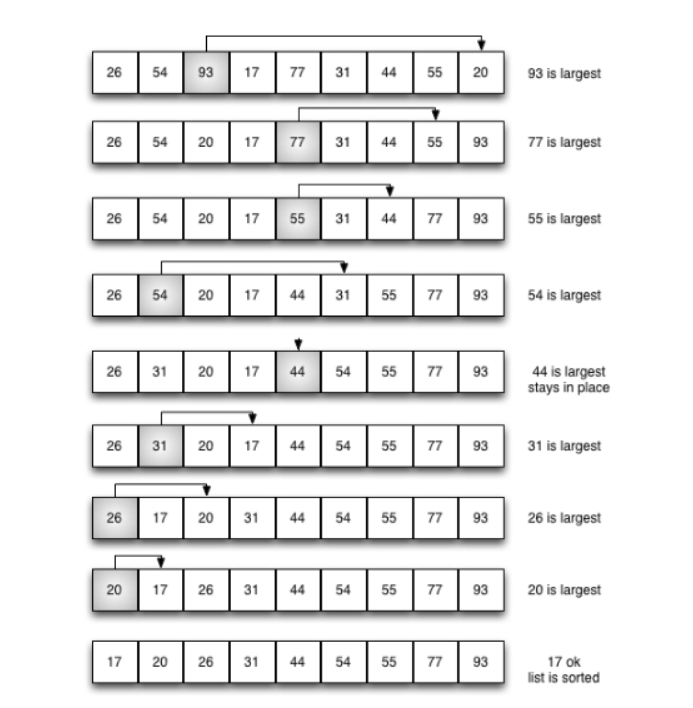 26 54 93 17 77 31 44 55 20 93 is largest
26 54 20 17 77 31 44 55 93 77 is largest
26 54 20 17 55 31 44 77 93 55 is largest
26 54 20 17 44 31 55 77 93 54 is largest
26 31 20 17 44 54 55 77 93 44 is largest
stays in place
26 31 20 17 44 54 55 77 93 31 is largest
26 17 20 31 44 54 55 77 93 26 is largest
20 17 26 31 44 54 55 77 93 20 is largest
17 20 26 31 44 54 55 77 93 17 ok
list is sorted